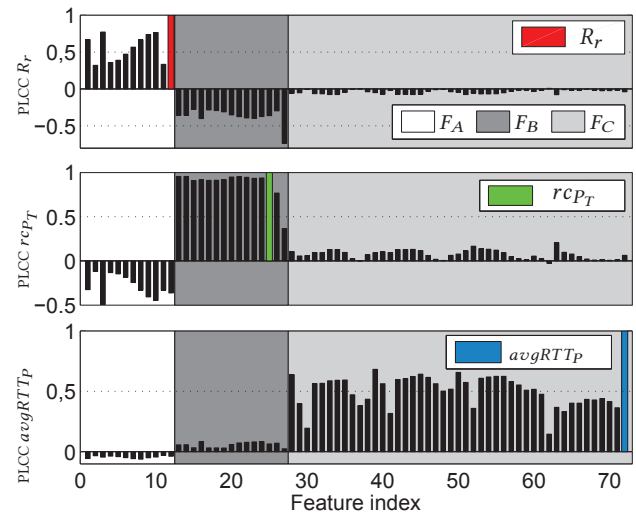 PLCC R_r
1
0.5
0
−0.5
R_r
F_A F_B F_C
PLCC rc_{P_T}
1
0.5
0
−0.5
rc_{P_T}
PLCC avgRTT_P
1
0.5
0
avgRTT_P
0 10 20 30 40 50 60 70
Feature index